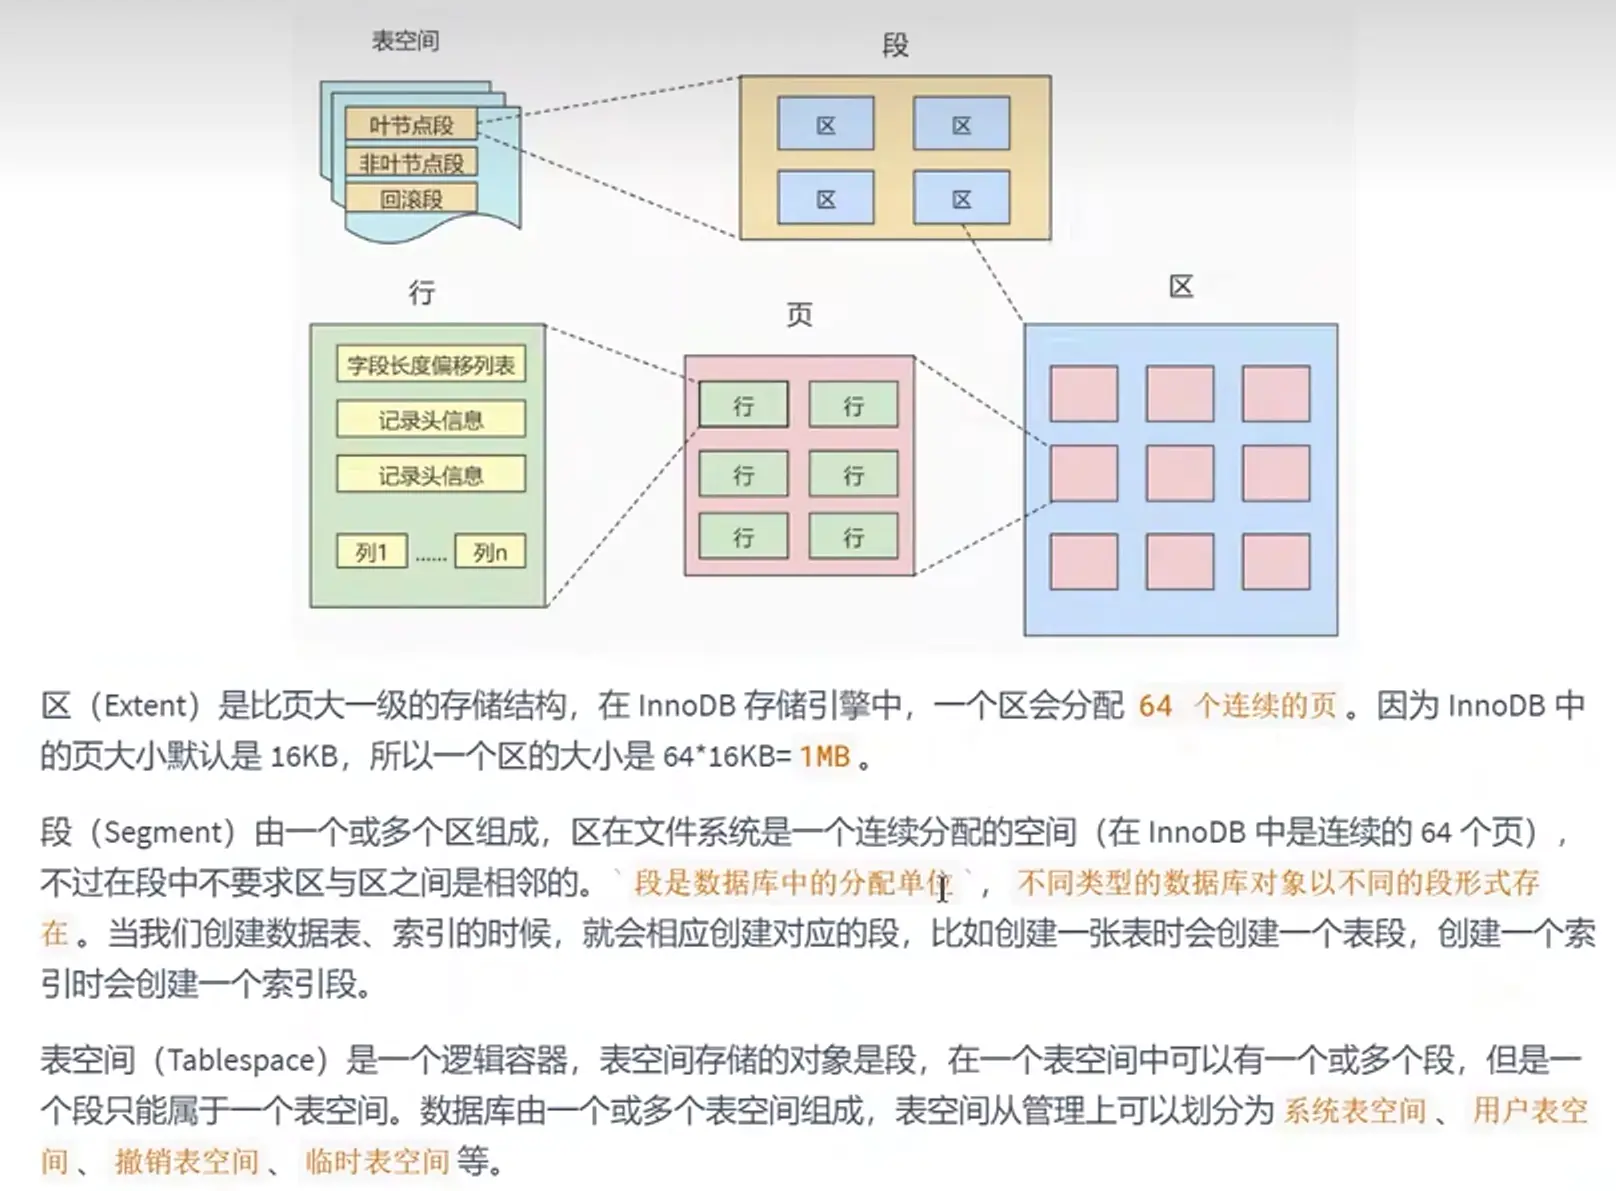 表空间
段
叶节点段
非叶节点段
回滚段
区
区
区
区
行
页
区
字段长度偏移列表
记录头信息
记录头信息
列1 …… 列n
行
行
行
行
行
行
区（Extent）是比页大一级的存储结构，在 InnoDB 存储引擎中，一个区会分配 64 个连续的页 。因为 InnoDB 中
的页大小默认是 16KB，所以一个区的大小是 64*16KB= 1MB 。
段（Segment）由一个或多个区组成，区在文件系统是一个连续分配的空间（在 InnoDB 中是连续的 64 个页），
不过在段中不要求区与区之间是相邻的。` 段是数据库中的分配单位 ` ， 不同类型的数据库对象以不同的段形式存
在 。当我们创建数据表、索引的时候，就会相应创建对应的段，比如创建一张表时会创建一个表段，创建一个索
引时会创建一个索引段。
表空间（Tablespace）是一个逻辑容器，表空间存储的对象是段，在一个表空间中可以有一个或多个段，但是一
个段只能属于一个表空间。数据库由一个或多个表空间组成，表空间从管理上可以划分为 系统表空间 、 用户表空
间 、 撤销表空间 、 临时表空间 等。